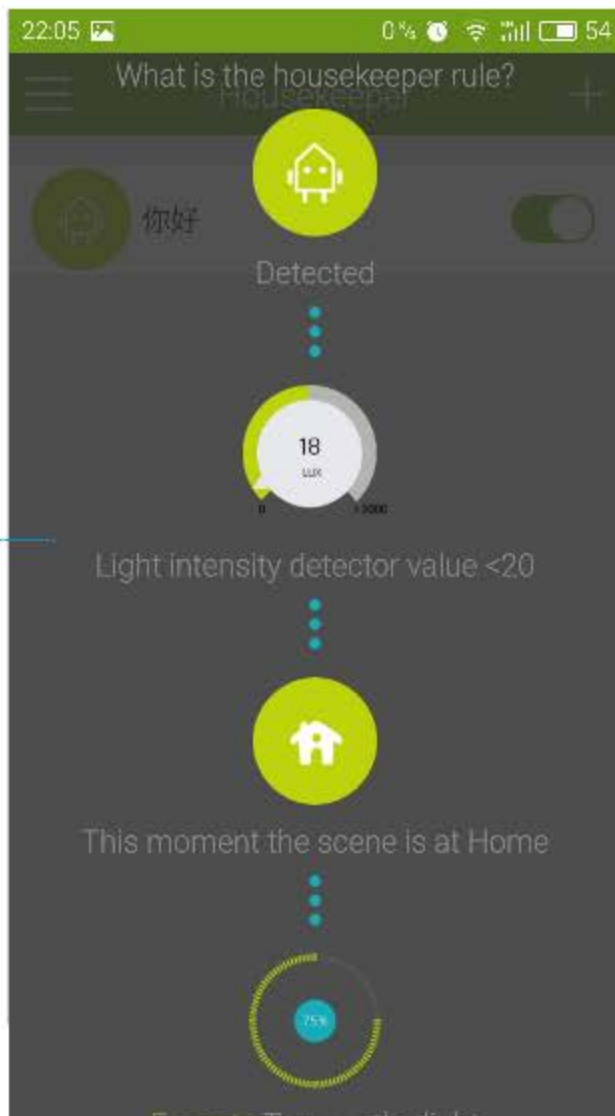 22:05 0 K/s 54
What is the housekeeper rule?
Housekeeper
你好
Detected
18
LUX
0
Light intensity detector value <20
This moment the scene is at Home
75%